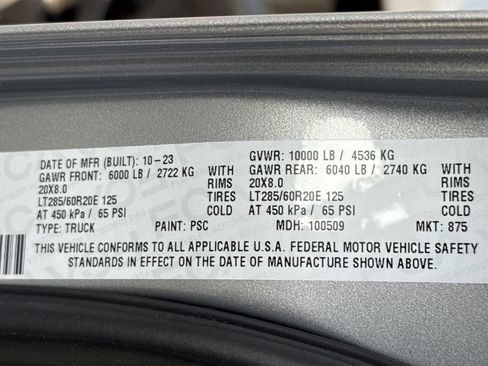 DATE OF MFR (BUILT): 10-23 GVWR: 10000 LB / 4536 KG
GAWR FRONT: 6000 LB / 2722 KG WITH GAWR REAR: 6040 LB / 2740 KG WITH
20X8.0 RIMS 20X8.0 RIMS
LT285/60R20E 125 TIRES LT285/60R20E 125 TIRES
AT 450 kPa / 65 PSI COLD AT 450 kPa / 65 PSI COLD
TYPE: TRUCK PAINT: PSC MDH: 100509 MKT: 875
THIS VEHICLE CONFORMS TO ALL APPLICABLE U.S.A. FEDERAL MOTOR VEHICLE SAFETY
STANDARDS IN EFFECT ON THE DATE OF MANUFACTURE SHOWN ABOVE.